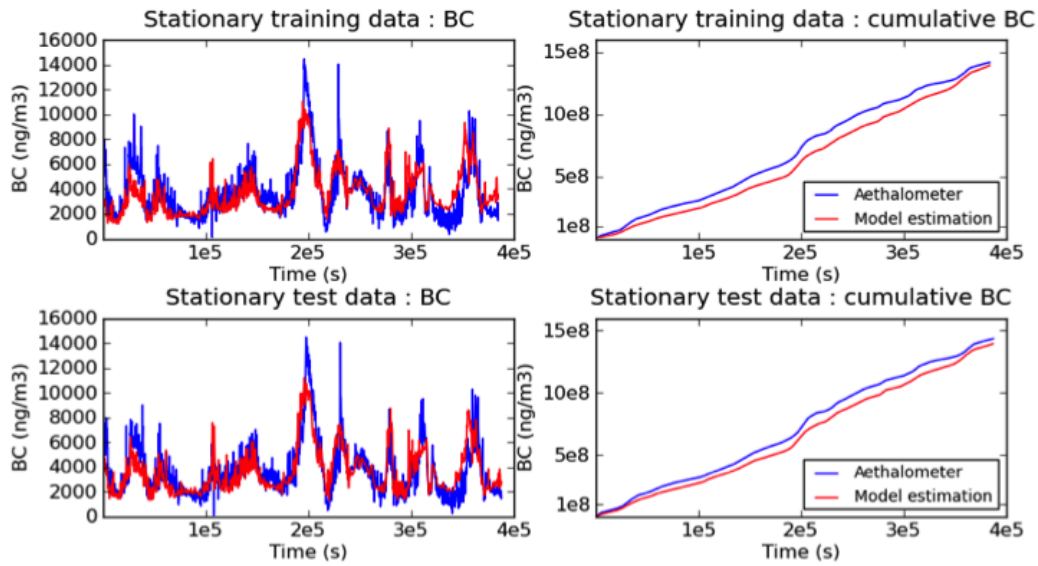 Stationary training data : BC
16000
14000
12000
10000
8000
6000
4000
2000
0
BC (ng/m3)
1e5 2e5 3e5 4e5
Time (s)
Stationary training data : cumulative BC
15e8
10e8
5e8
1e8
BC (ng/m3)
Aethalometer
Model estimation
1e5 2e5 3e5 4e5
Time (s)
Stationary test data : BC
16000
14000
12000
10000
8000
6000
4000
2000
0
BC (ng/m3)
1e5 2e5 3e5 4e5
Time (s)
Stationary test data : cumulative BC
15e8
10e8
5e8
1e8
BC (ng/m3)
Aethalometer
Model estimation
1e5 2e5 3e5 4e5
Time (s)